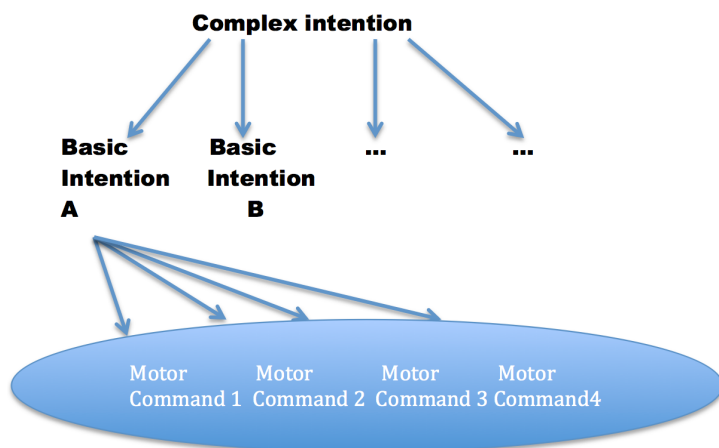 Complex intention
Basic Intention A
Basic Intention B
...
...
Motor Command 1
Motor Command 2
Motor Command 3
Motor Command4